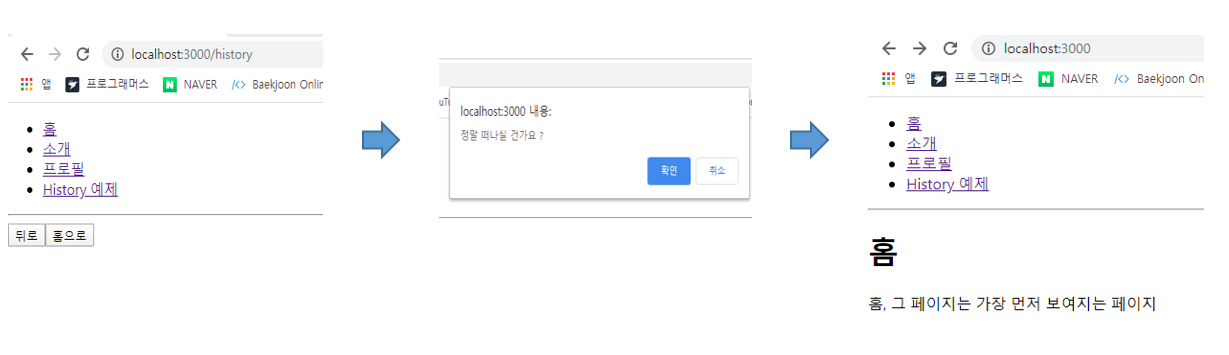 localhost:3000/history
앱 프로그래머스 NAVER </> Baekjoon Onlin
홈
소개
프로필
History 예제
뒤로 홈으로
localhost:3000 내용:
정말 떠나실 건가요 ?
확인 취소
localhost:3000
앱 프로그래머스 NAVER </> Baekjoon O
홈
소개
프로필
History 예제
홈
홈, 그 페이지는 가장 먼저 보여지는 페이지